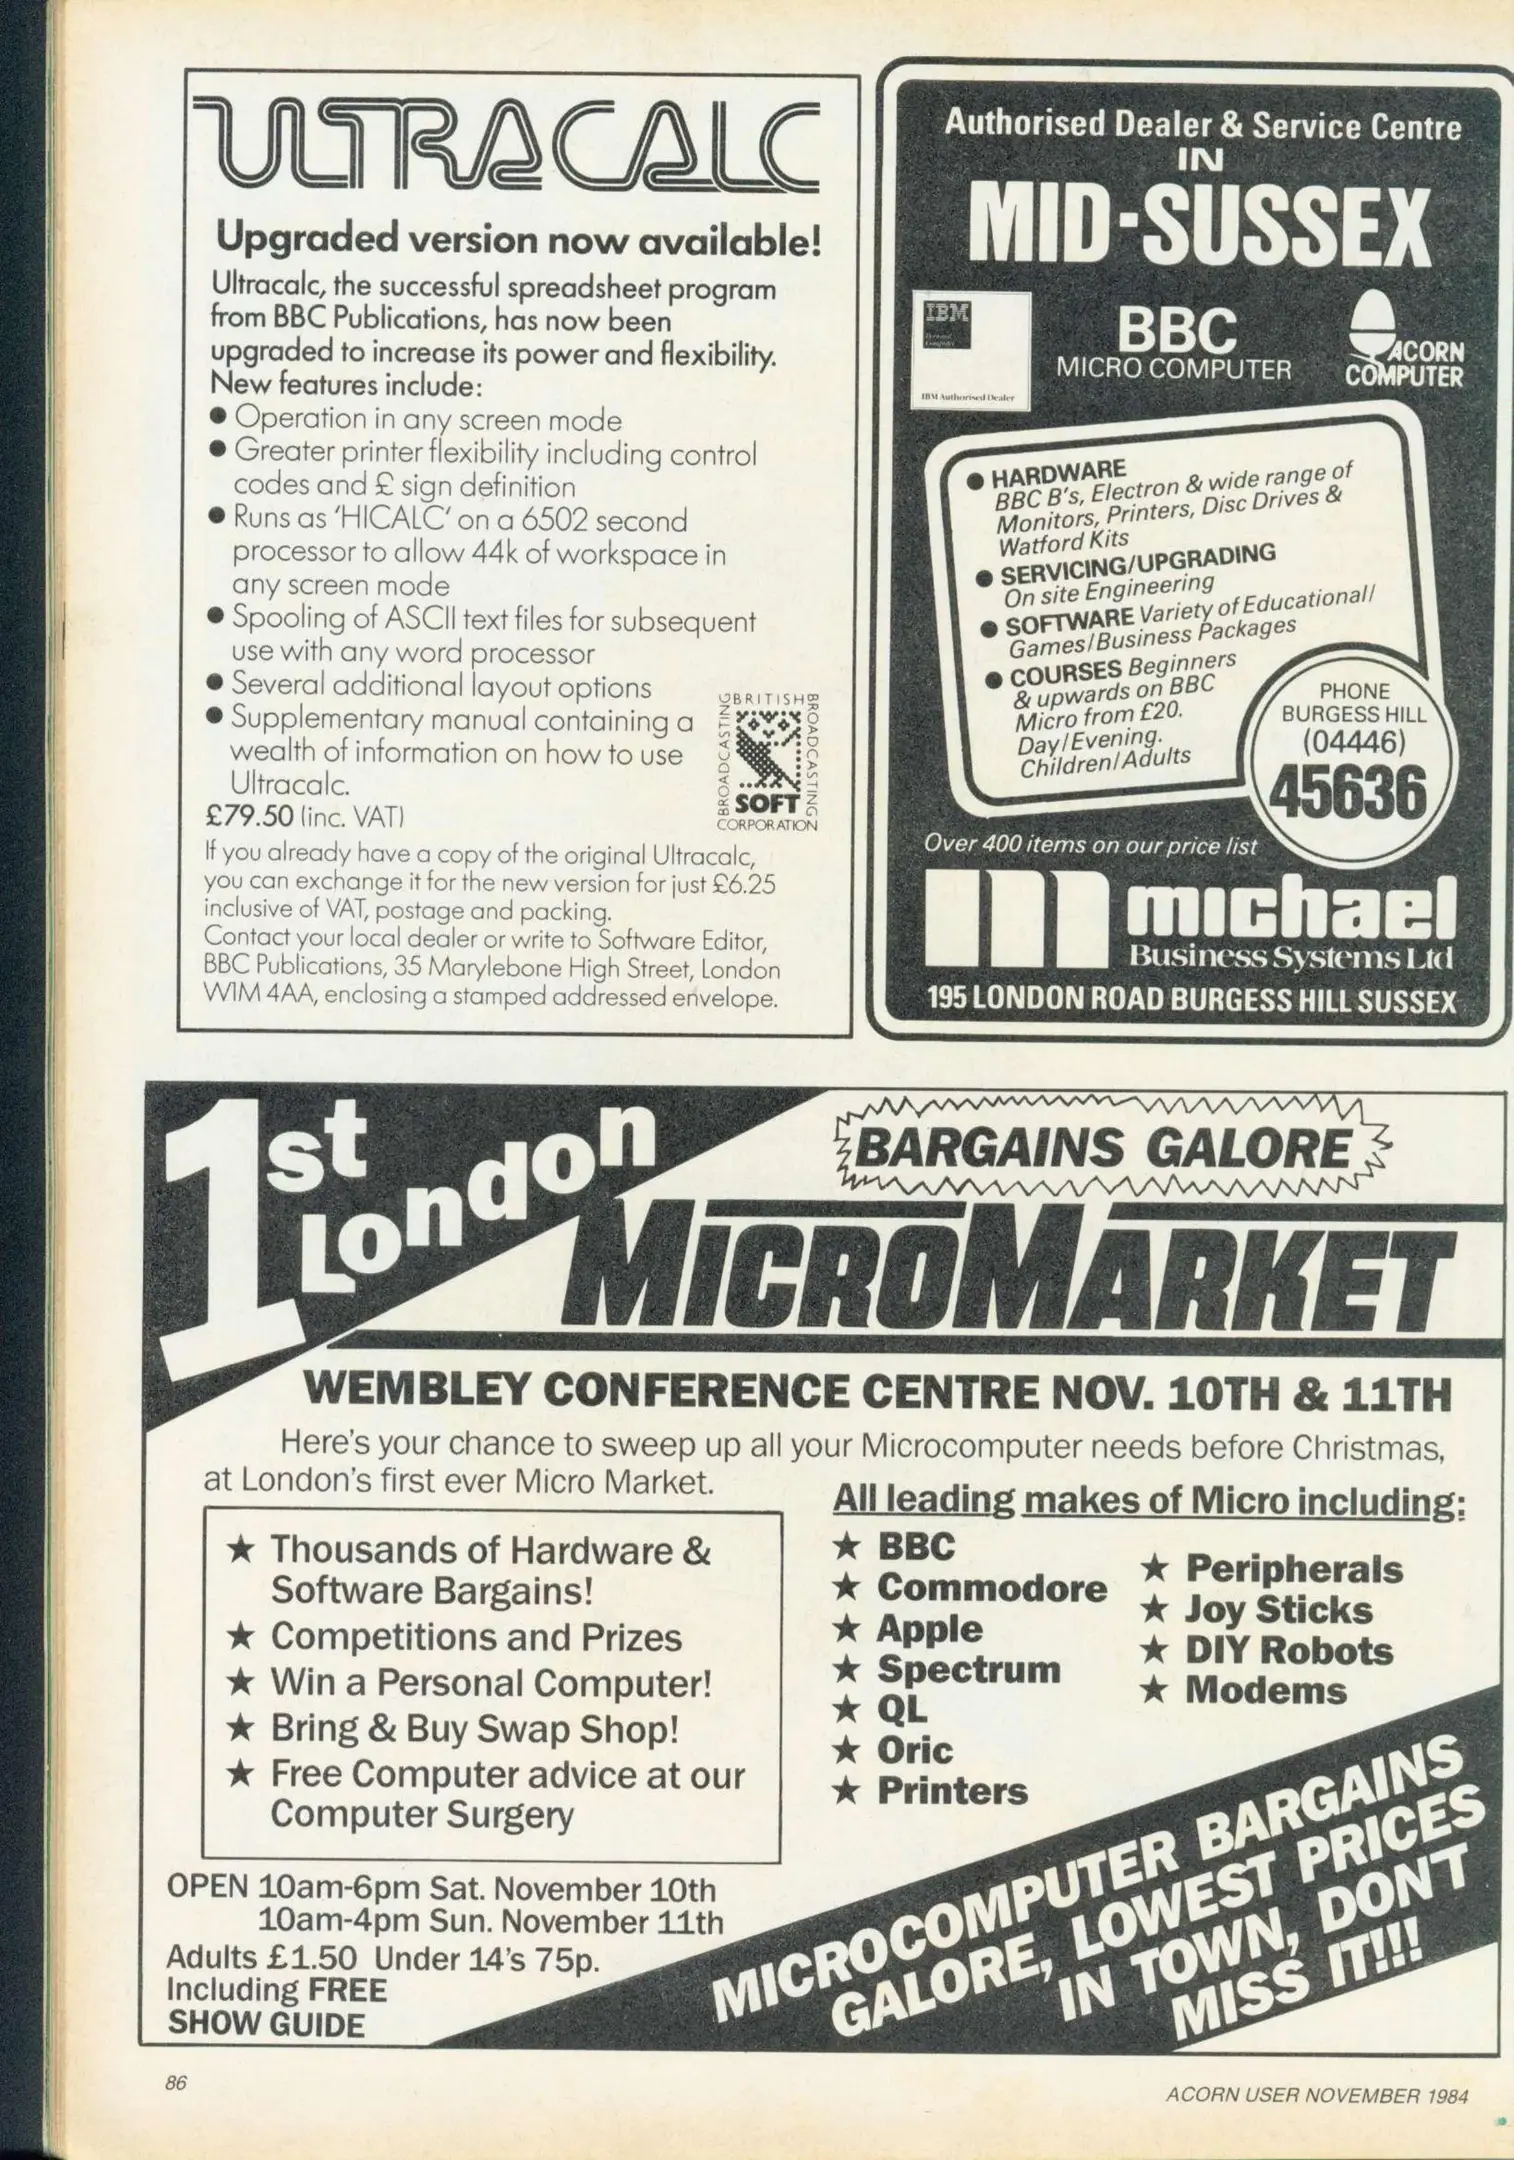 ULTRACALC
Upgraded version now available!
Ultracalc, the successful spreadsheet program
from BBC Publications, has now been
upgraded to increase its power and flexibility.
New features include:
● Operation in any screen mode
● Greater printer flexibility including control
codes and £ sign definition
● Runs as 'HICALC' on a 6502 second
processor to allow 44k of workspace in
any screen mode
● Spooling of ASCII text files for subsequent
use with any word processor
● Several additional layout options
● Supplementary manual containing a
wealth of information on how to use
Ultracalc.
£79.50 (inc. VAT)
BRITISH
BROADCASTING
BROADCASTING
SOFT
CORPORATION
If you already have a copy of the original Ultracalc,
you can exchange it for the new version for just £6.25
inclusive of VAT, postage and packing.
Contact your local dealer or write to Software Editor,
BBC Publications, 35 Marylebone High Street, London
W1M 4AA, enclosing a stamped addressed envelope.
Authorised Dealer & Service Centre
IN
MID-SUSSEX
IBM
Personal
Computer
IBM Authorised Dealer
BBC
MICRO COMPUTER
ACORN
COMPUTER
● HARDWARE
BBC B's, Electron & wide range of
Monitors, Printers, Disc Drives &
Watford Kits
● SERVICING/UPGRADING
On site Engineering
● SOFTWARE Variety of Educational/
Games/Business Packages
● COURSES Beginners
& upwards on BBC
Micro from £20.
Day/Evening.
Children/Adults
PHONE
BURGESS HILL
(04446)
45636
Over 400 items on our price list
m michael
Business Systems Ltd
195 LONDON ROAD BURGESS HILL SUSSEX
1st
London
BARGAINS GALORE
MICROMARKET
WEMBLEY CONFERENCE CENTRE NOV. 10TH & 11TH
Here's your chance to sweep up all your Microcomputer needs before Christmas,
at London's first ever Micro Market.
★ Thousands of Hardware &
Software Bargains!
★ Competitions and Prizes
★ Win a Personal Computer!
★ Bring & Buy Swap Shop!
★ Free Computer advice at our
Computer Surgery
All leading makes of Micro including:
★ BBC
★ Commodore
★ Apple
★ Spectrum
★ QL
★ Oric
★ Printers
★ Peripherals
★ Joy Sticks
★ DIY Robots
★ Modems
OPEN 10am-6pm Sat. November 10th
10am-4pm Sun. November 11th
Adults £1.50 Under 14's 75p.
Including FREE
SHOW GUIDE
MICROCOMPUTER BARGAINS
GALORE, LOWEST PRICES
IN TOWN, DON'T
MISS IT!!!
86
ACORN USER NOVEMBER 1984